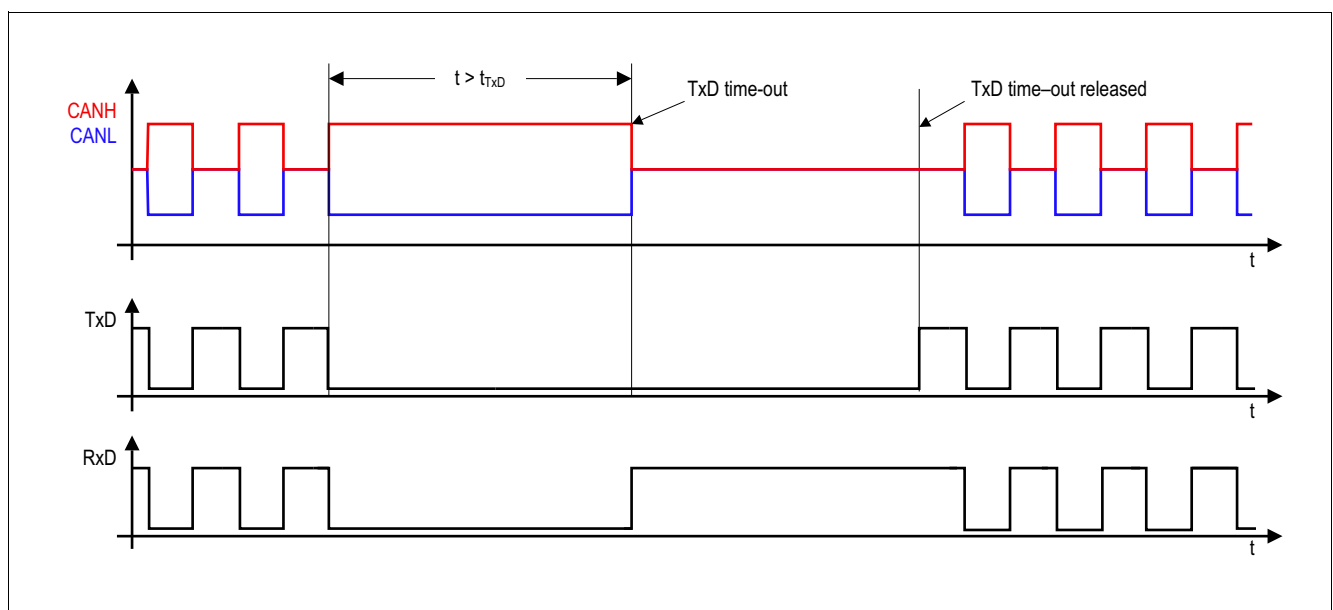 t > tTxD
TxD time-out
TxD time–out released
CANH
CANL
t
TxD
t
RxD
t